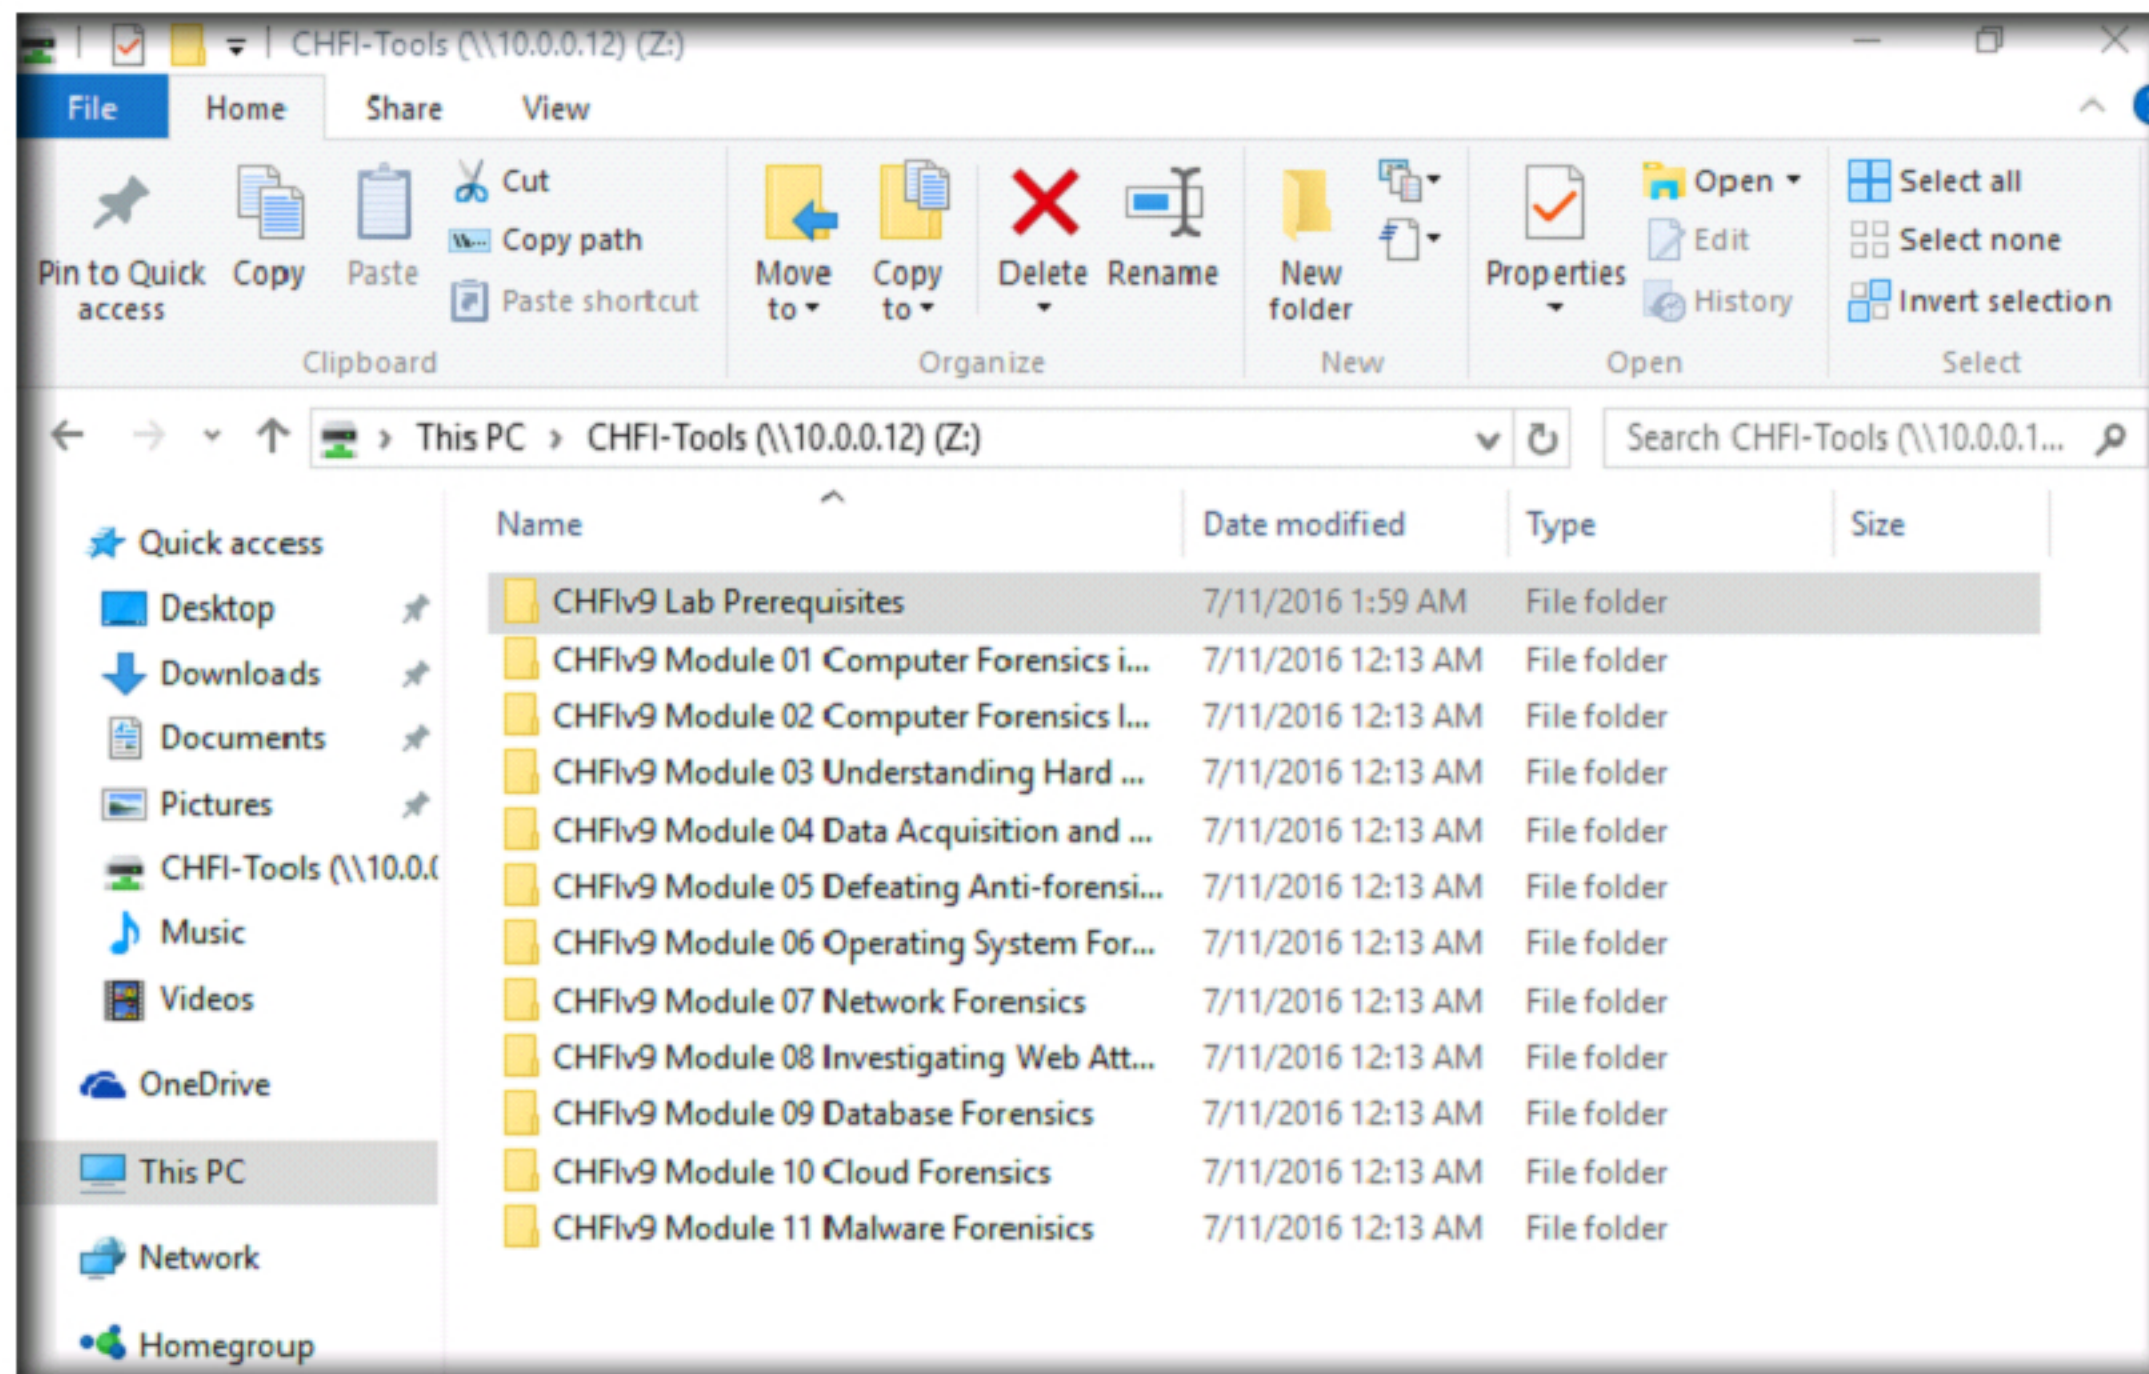 CHFI-Tools (\\10.0.0.12) (Z:)
File Home Share View
Pin to Quick access
Copy
Paste
Cut
Copy path
Paste shortcut
Clipboard
Move to
Copy to
Delete
Rename
Organize
New folder
New
Properties
Open
Edit
History
Open
Select all
Select none
Invert selection
Select
This PC > CHFI-Tools (\\10.0.0.12) (Z:)
Search CHFI-Tools (\\10.0.0.1...
Quick access
Desktop
Downloads
Documents
Pictures
CHFI-Tools (\\10.0.(
Music
Videos
OneDrive
This PC
Network
Homegroup
Name Date modified Type Size
CHFIv9 Lab Prerequisites 7/11/2016 1:59 AM File folder
CHFIv9 Module 01 Computer Forensics i... 7/11/2016 12:13 AM File folder
CHFIv9 Module 02 Computer Forensics I... 7/11/2016 12:13 AM File folder
CHFIv9 Module 03 Understanding Hard ... 7/11/2016 12:13 AM File folder
CHFIv9 Module 04 Data Acquisition and ... 7/11/2016 12:13 AM File folder
CHFIv9 Module 05 Defeating Anti-forensi... 7/11/2016 12:13 AM File folder
CHFIv9 Module 06 Operating System For... 7/11/2016 12:13 AM File folder
CHFIv9 Module 07 Network Forensics 7/11/2016 12:13 AM File folder
CHFIv9 Module 08 Investigating Web Att... 7/11/2016 12:13 AM File folder
CHFIv9 Module 09 Database Forensics 7/11/2016 12:13 AM File folder
CHFIv9 Module 10 Cloud Forensics 7/11/2016 12:13 AM File folder
CHFIv9 Module 11 Malware Forenisics 7/11/2016 12:13 AM File folder